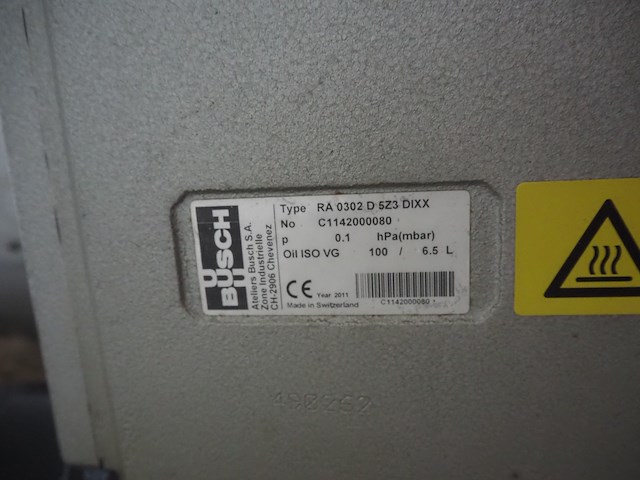 BUSCH
Ateliers Busch S.A.
Zone Industrielle
CH-2906 Chevenez
Type RA 0302 D 5Z3 DIXX
No C1142000080
p 0.1 hPa(mbar)
Oil ISO VG 100 / 6.5 L
CE Year 2011
Made in Switzerland
C1142000080